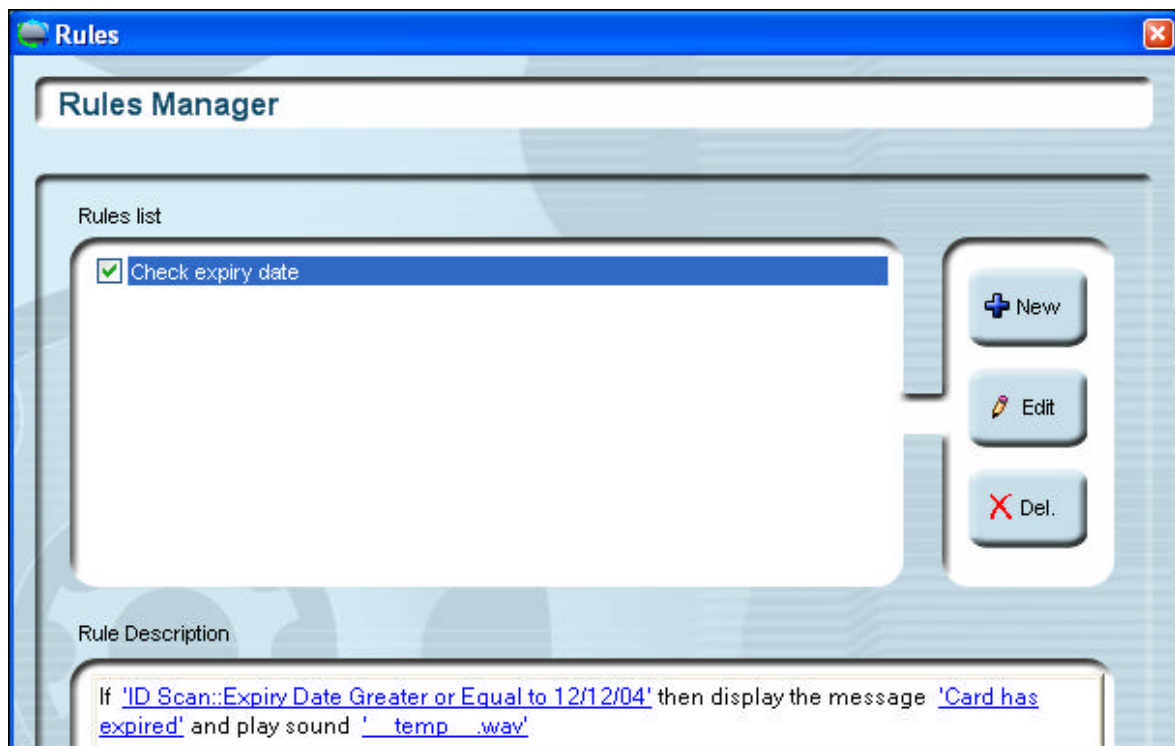 Rules
Rules Manager
Rules list
Check expiry date
New
Edit
Del.
Rule Description
If 'ID Scan::Expiry Date Greater or Equal to 12/12/04' then display the message 'Card has
expired' and play sound '__temp__.wav'